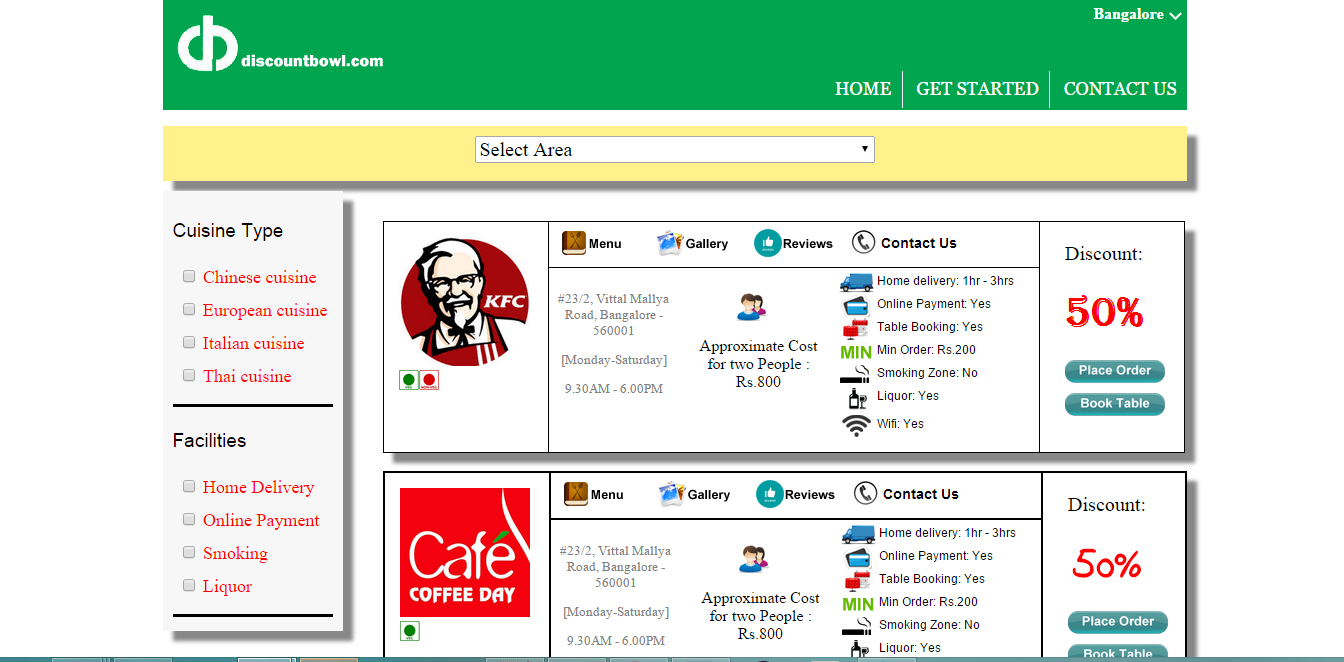 Bangalore
discountbowl.com
HOME GET STARTED CONTACT US
Select Area
Cuisine Type
Chinese cuisine
European cuisine
Italian cuisine
Thai cuisine
Facilities
Home Delivery
Online Payment
Smoking
Liquor
KFC
VEG NON-VEG
Menu Gallery Reviews Contact Us
#23/2, Vittal Mallya
Road, Bangalore -
560001
[Monday-Saturday]
9.30AM - 6.00PM
Approximate Cost
for two People :
Rs.800
Home delivery: 1hr - 3hrs
Online Payment: Yes
Table Booking: Yes
MIN Min Order: Rs.200
Smoking Zone: No
Liquor: Yes
Wifi: Yes
Discount:
50%
Place Order
Book Table
Café
COFFEE DAY
VEG
Menu Gallery Reviews Contact Us
#23/2, Vittal Mallya
Road, Bangalore -
560001
[Monday-Saturday]
9.30AM - 6.00PM
Approximate Cost
for two People :
Rs.800
Home delivery: 1hr - 3hrs
Online Payment: Yes
Table Booking: Yes
MIN Min Order: Rs.200
Smoking Zone: No
Liquor: Yes
Discount:
50%
Place Order
Book Table